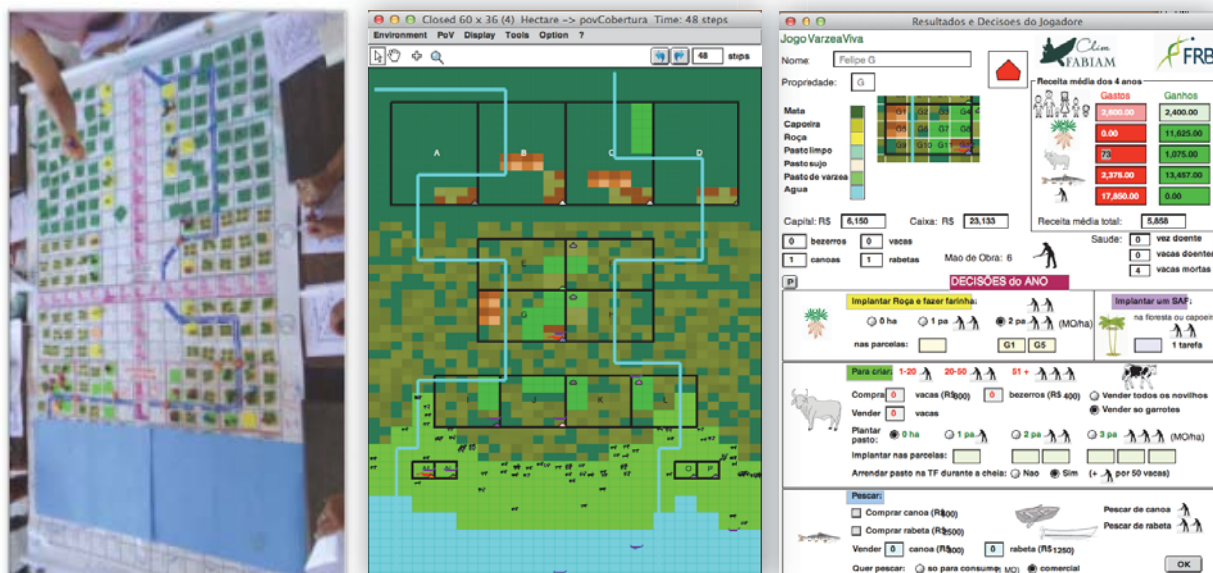 Closed 60 x 36 (4) Hectare -> povCobertura Time: 48 steps
Environment PoV Display Tools Option ?
48 steps
A B C D
E
G
I J K L
M N O P
Resultados e Decisoes do Jogadore
Jogo VarzeaViva
Clim FABIAM
FRB
Nome: Felipe G
Propriedade: G
Mata
Capoeira
Roça
Pasto limpo
Pasto sujo
Pasto de varzea
Agua
G1 G2 G3 G4
G5 G6 G7 G8
G9 G10 G11
Receita média dos 4 anos
Gastos Ganhos
2,600.00 2,400.00
0.00 11,625.00
73 1,075.00
2,375.00 13,457.00
17,850.00 0.00
Receita média total: 5,858
Capital: R$ 6,150 Caixa: R$ 23,133
0 bezerros 0 vacas
1 canoas 1 rabetas
Mao de Obra: 6
Saude: 0 vez doente
0 vacas doentes
4 vacas mortas
P
DECISÕES do ANO
Implantar Roça e fazer farinha:
0 ha 1 pa 2 pa (MO/ha)
nas parcelas: G1 G5
Implantar um SAF:
na floresta ou capoeir
1 tarefa
Para criar: 1-20 20-50 51 +
Compra 0 vacas (R$800) 0 bezerros (R$ 400)
Vender 0 vacas
Vender todos os novilhos
Vender so garrotes
Plantar pasto: 0 ha 1 pa 2 pa 3 pa (MO/ha)
Implantar nas parcelas:
Arrendar pasto na TF durante a cheia: Nao Sim (+ por 50 vacas)
Pescar:
Comprar canoa (R$600)
Comprar rabeta (R$2500)
Vender 0 canoa (R$300) 0 rabeta (R$1250)
Pescar de canoa
Pescar de rabeta
Quer pescar: so para consumo(1 MO) comercial
OK